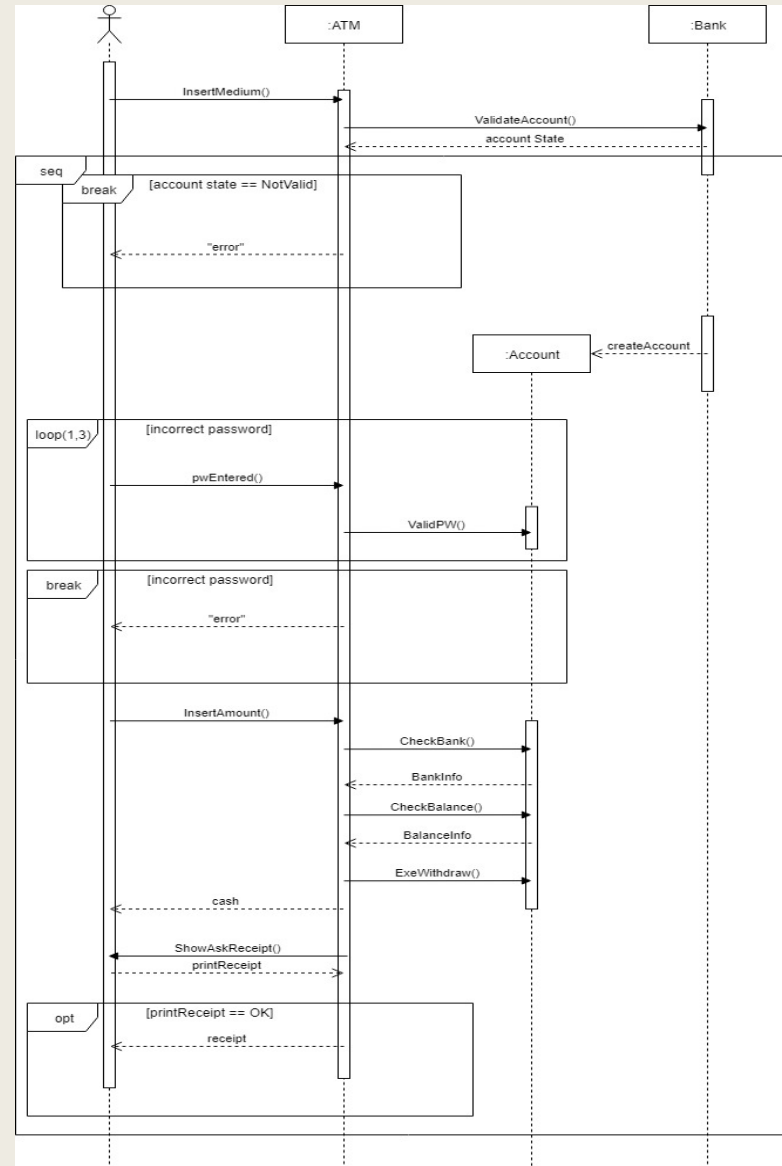 :ATM
:Bank
InsertMedium()
ValidateAccount()
account State
seq
break
[account state == NotValid]
"error"
createAccount
:Account
loop(1,3)
[incorrect password]
pwEntered()
ValidPW()
break
[incorrect password]
"error"
InsertAmount()
CheckBank()
BankInfo
CheckBalance()
BalanceInfo
ExeWithdraw()
cash
ShowAskReceipt()
printReceipt
opt
[printReceipt == OK]
receipt